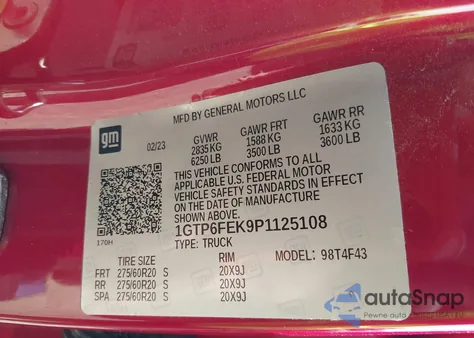 MFD BY GENERAL MOTORS LLC
gm
02/23
GVWR GAWR FRT GAWR RR
2835 KG 1588 KG 1633 KG
6250 LB 3500 LB 3600 LB
THIS VEHICLE CONFORMS TO ALL
APPLICABLE U.S. FEDERAL MOTOR
VEHICLE SAFETY STANDARDS IN EFFECT
ON THE DATE OF MANUFACTURE
1GTP6FEK9P1125108
TYPE: TRUCK
170H
TIRE SIZE RIM MODEL: 98T4F43
FRT 275/60R20 S 20X9J
RR 275/60R20 S 20X9J
SPA 275/60R20 S 20X9J
autoSnap
Pewne auto